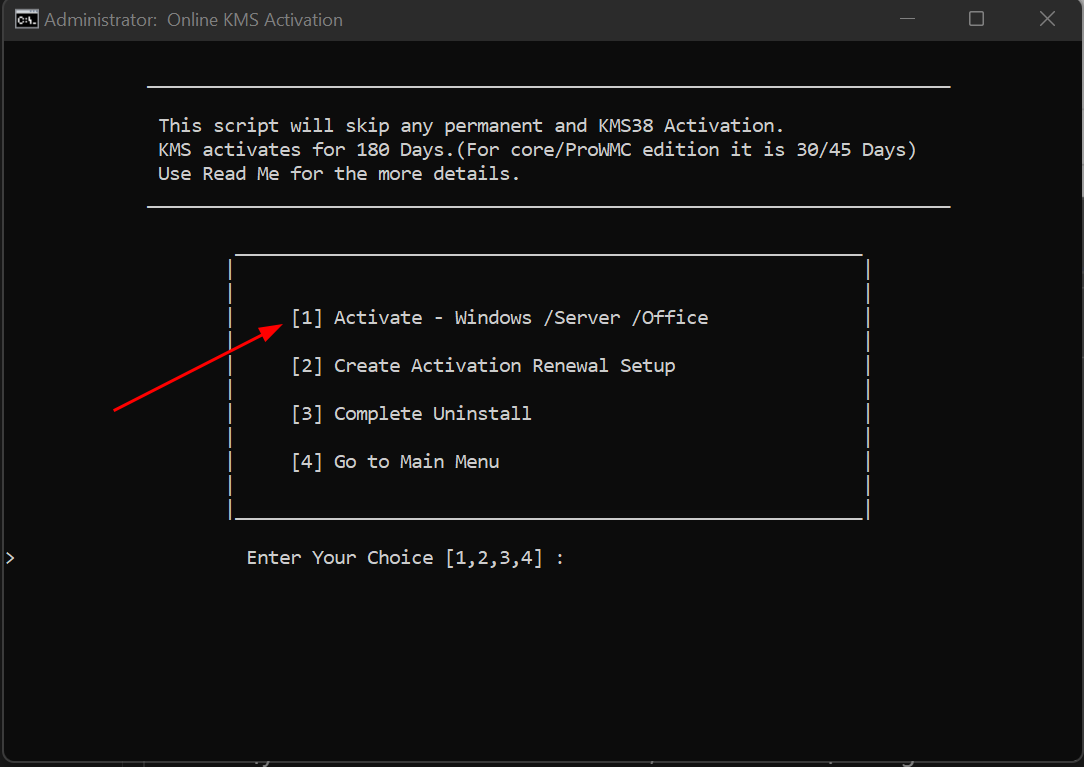 Administrator:  Online KMS Activation
This script will skip any permanent and KMS38 Activation.
KMS activates for 180 Days.(For core/ProWMC edition it is 30/45 Days)
Use Read Me for the more details.
[1] Activate - Windows /Server /Office
[2] Create Activation Renewal Setup
[3] Complete Uninstall
[4] Go to Main Menu
> Enter Your Choice [1,2,3,4] :